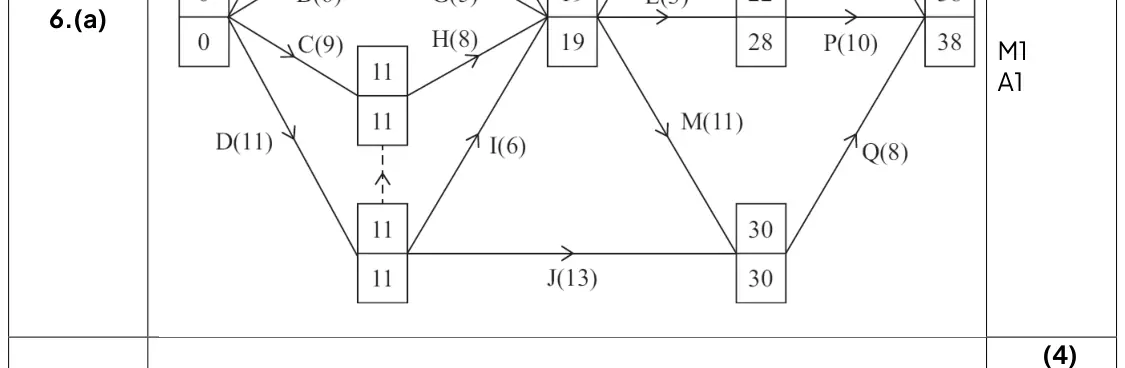 6.(a)
0
C(9)
H(8)
19
28
P(10)
38
M1
A1
11
11
D(11)
I(6)
M(11)
Q(8)
11
11
J(13)
30
30
(4)